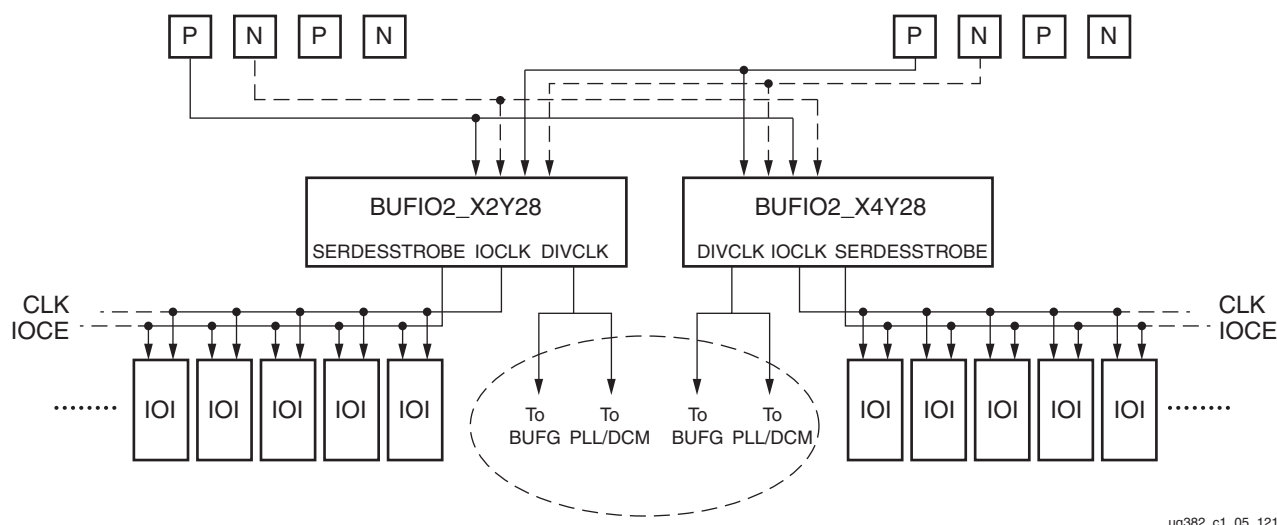 P N P N P N P N
BUFIO2_X2Y28 BUFIO2_X4Y28
SERDESSTROBE IOCLK DIVCLK DIVCLK IOCLK SERDESSTROBE
CLK CLK
IOCE IOCE
IOI IOI IOI IOI IOI IOI IOI IOI IOI IOI
To To To To
BUFG PLL/DCM BUFG PLL/DCM
ug382_c1_05_121